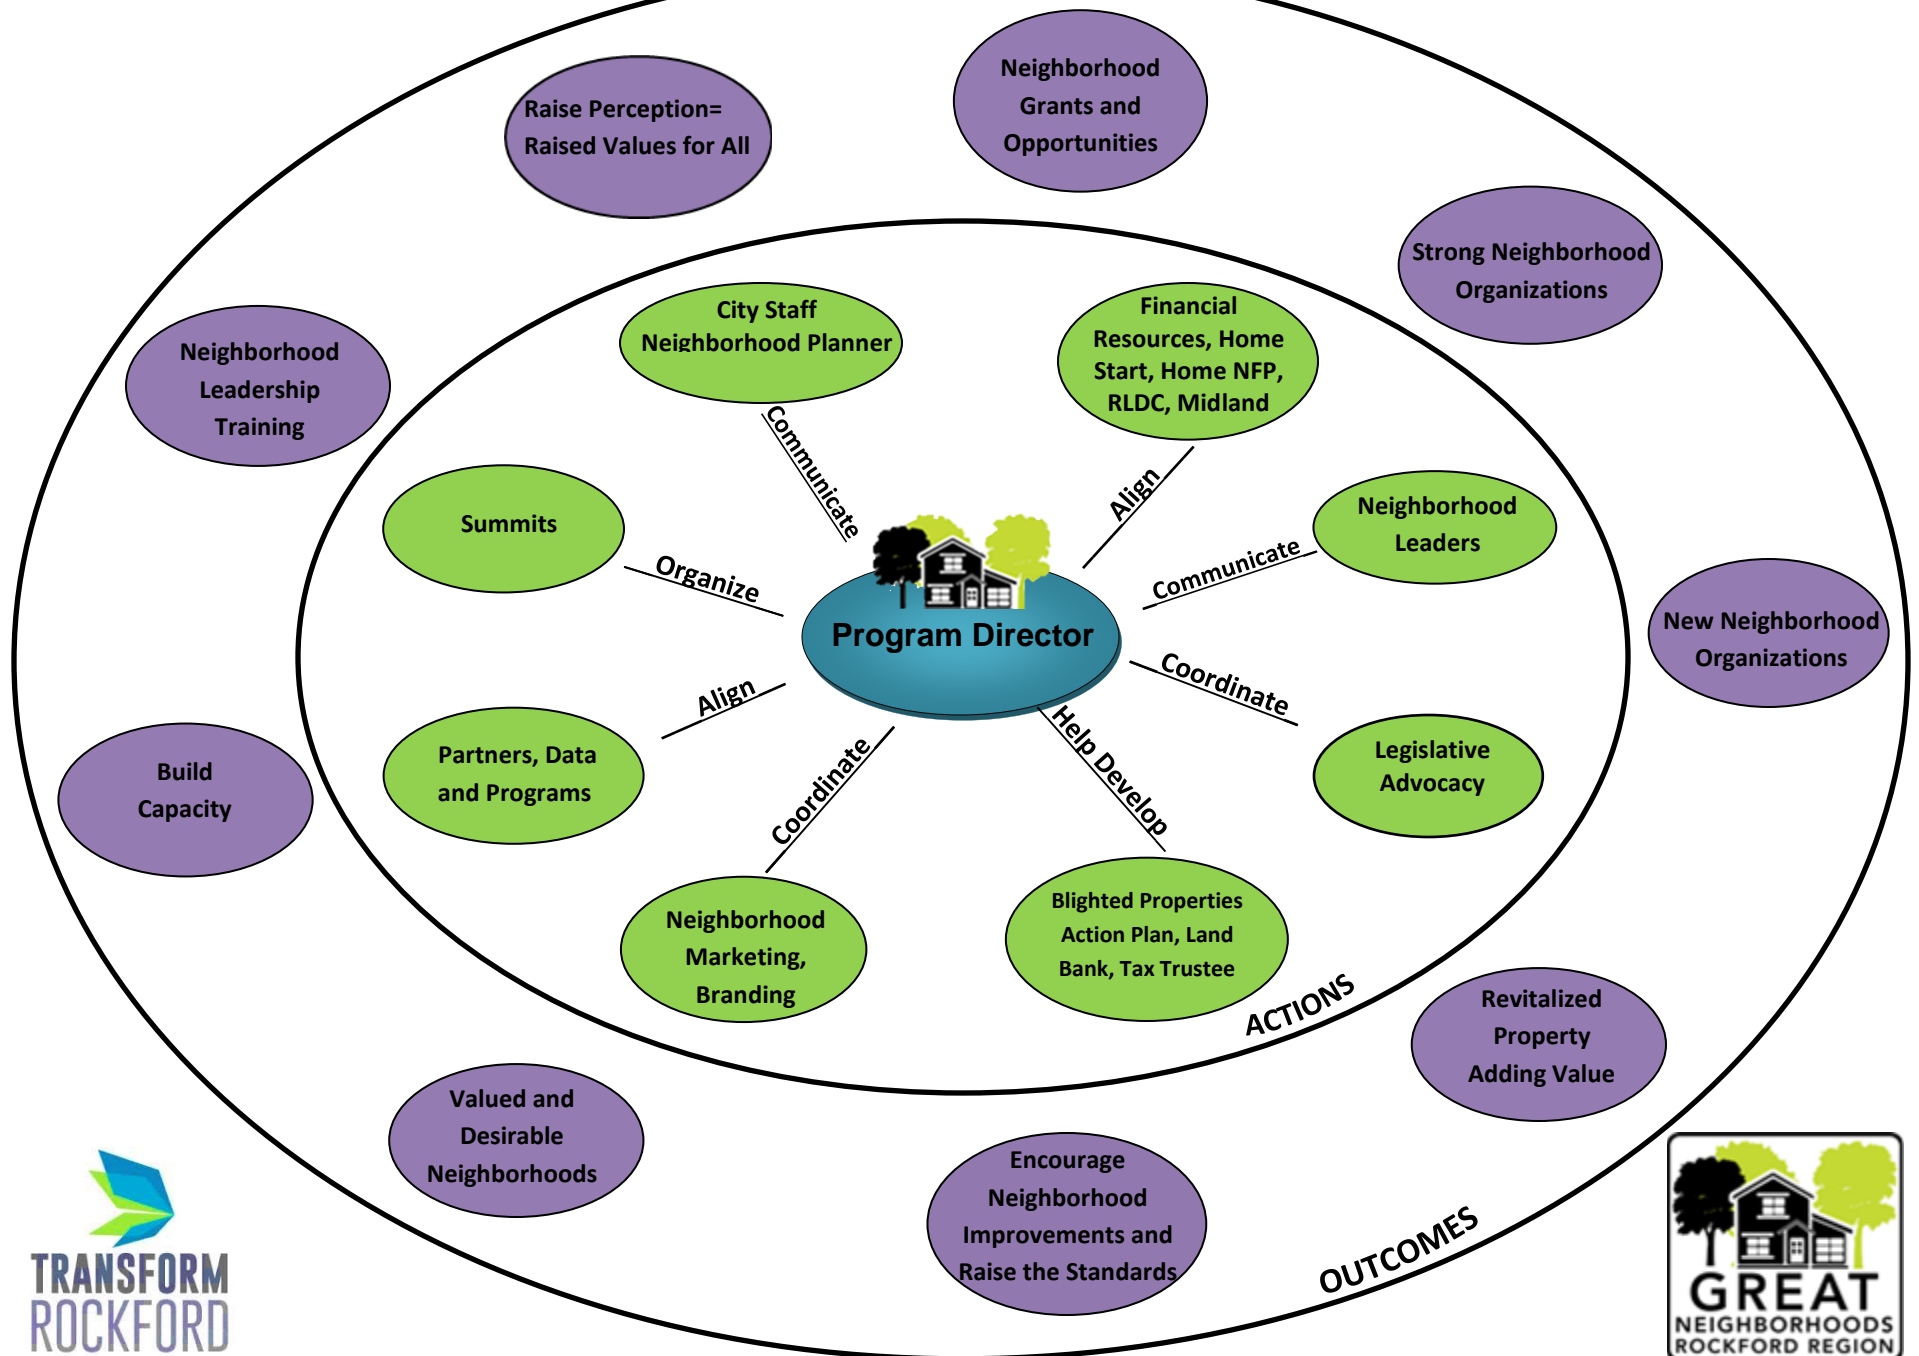 Neighborhood
Grants and
Opportunities
Raise Perception=
Raised Values for All
Strong Neighborhood
Organizations
Neighborhood
Leadership
Training
City Staff
Neighborhood Planner
Financial
Resources, Home
Start, Home NFP,
RLDC, Midland
Communicate
Align
Summits
Neighborhood
Leaders
Organize
Communicate
Program Director
New Neighborhood
Organizations
Align
Coordinate
Partners, Data
and Programs
Coordinate
Help Develop
Legislative
Advocacy
Build
Capacity
Neighborhood
Marketing,
Branding
Blighted Properties
Action Plan, Land
Bank, Tax Trustee
ACTIONS
Revitalized
Property
Adding Value
Valued and
Desirable
Neighborhoods
Encourage
Neighborhood
Improvements and
Raise the Standards
OUTCOMES
TRANSFORM
ROCKFORD
GREAT
NEIGHBORHOODS
ROCKFORD REGION